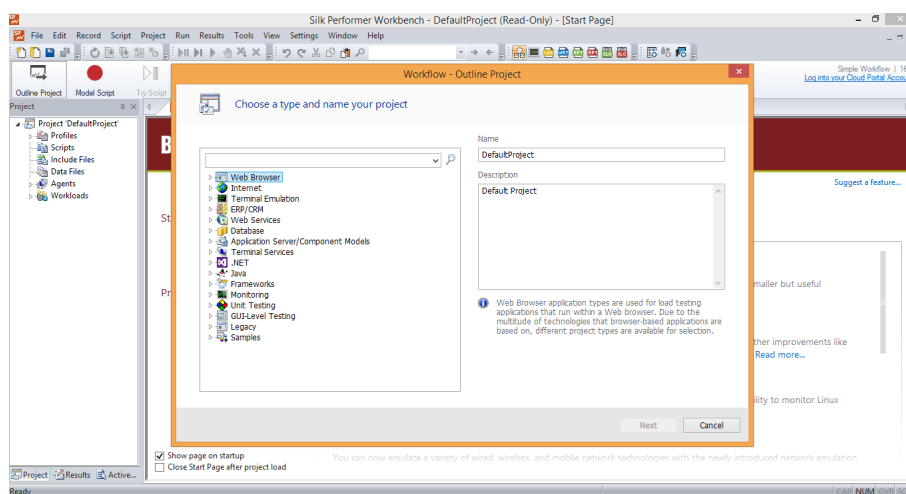 Silk Performer Workbench - DefaultProject (Read-Only) - [Start Page]
File Edit Record Script Project Run Results Tools View Settings Window Help
Outline Project
Model Script
Try Script
Simple Workflow | 16
Log into your Cloud Portal Accou
Project
Project 'DefaultProject'
Profiles
Scripts
Include Files
Data Files
Agents
Workloads
Workflow - Outline Project
Choose a type and name your project
Web Browser
Internet
Terminal Emulation
ERP/CRM
Web Services
Database
Application Server/Component Models
Terminal Services
.NET
Java
Frameworks
Monitoring
Unit Testing
GUI-Level Testing
Legacy
Samples
Name
DefaultProject
Description
Default Project
Web Browser application types are used for load testing
applications that run within a Web browser. Due to the
multitude of technologies that browser-based applications are
based on, different project types are available for selection.
Next
Cancel
B
St
Pr
Suggest a feature...
maller but useful
ther improvements like
Read more...
ility to monitor Linux
You can now emulate a variety of wired, wireless, and mobile network technologies with the newly introduced network emulation
Show page on startup
Close Start Page after project load
Project
Results
Active...
Ready
CAP NUM OVR SC